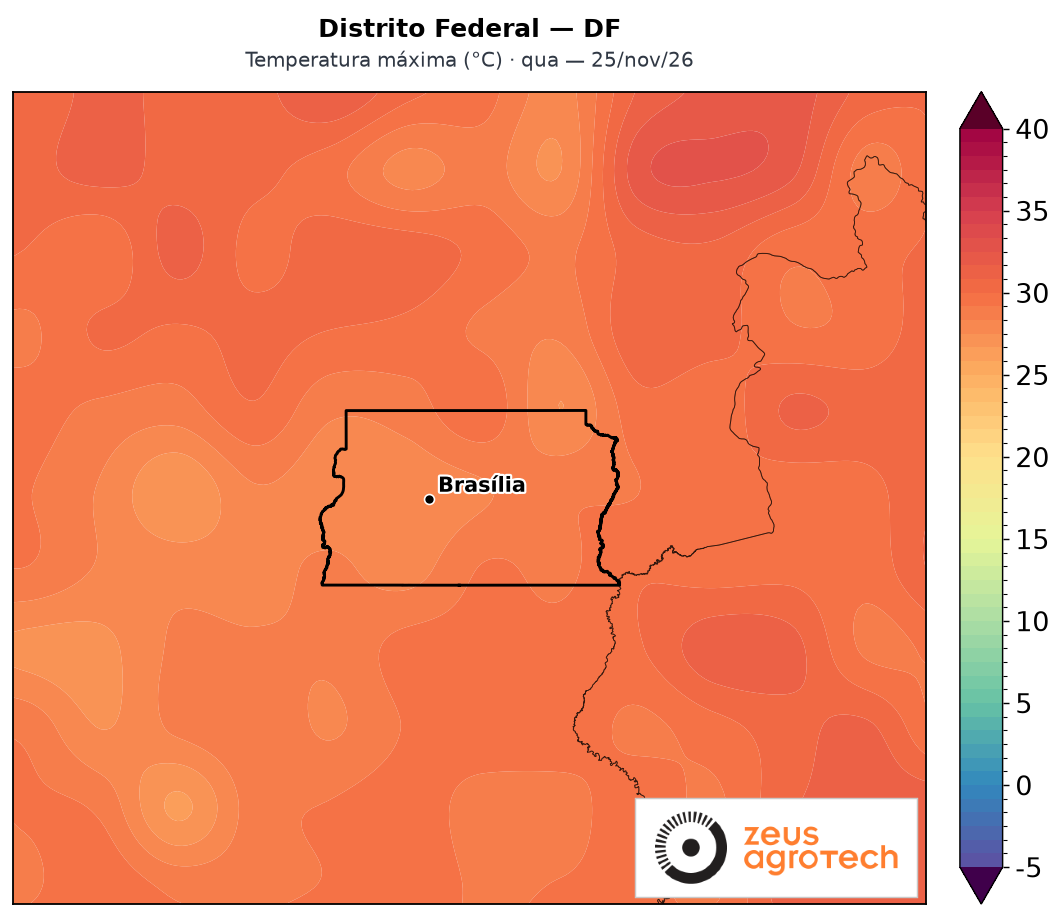 Distrito Federal — DF
Temperatura máxima (°C) · qua — 25/nov/26
Brasília
40
35
30
25
20
15
10
5
0
-5
zeus
agrotech